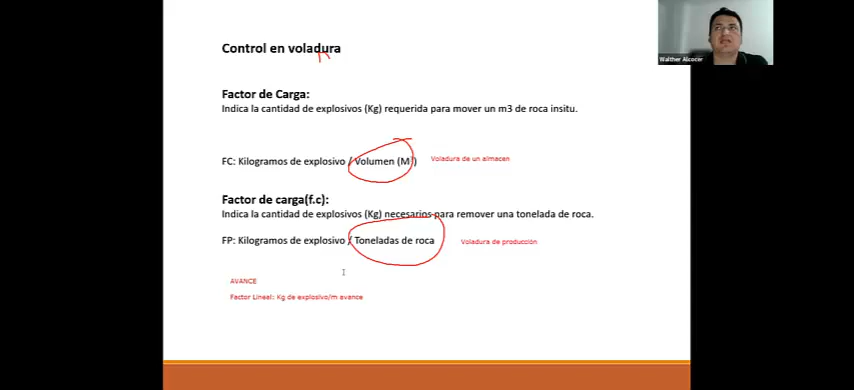 Control en voladura
Walther Alcocer
Factor de Carga:
Indica la cantidad de explosivos (Kg) requerida para mover un m3 de roca insitu.
FC: Kilogramos de explosivo / Volumen (M³) Voladura de un almacen
Factor de carga(f.c):
Indica la cantidad de explosivos (Kg) necesarios para remover una tonelada de roca.
FP: Kilogramos de explosivo / Toneladas de roca Voladura de producción
AVANCE
Factor Lineal: Kg de explosivo/m avance